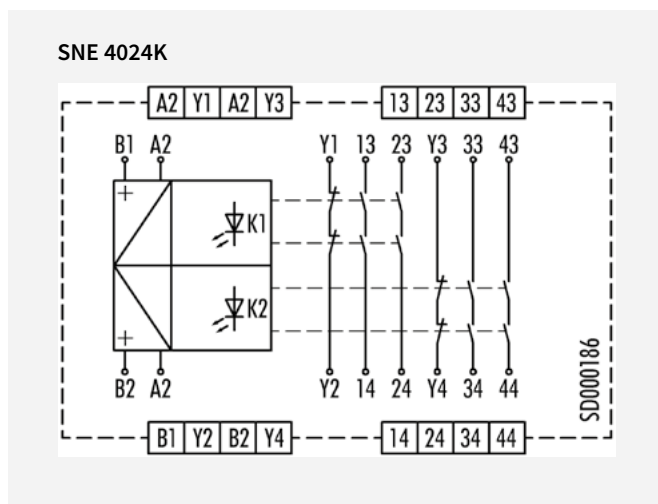 SNE 4024K
A2 Y1 A2 Y3 13 23 33 43
B1 A2 Y1 13 23 Y3 33 43
+
K1
K2
+
B2 A2 Y2 14 24 Y4 34 44
SD000186
B1 Y2 B2 Y4 14 24 34 44